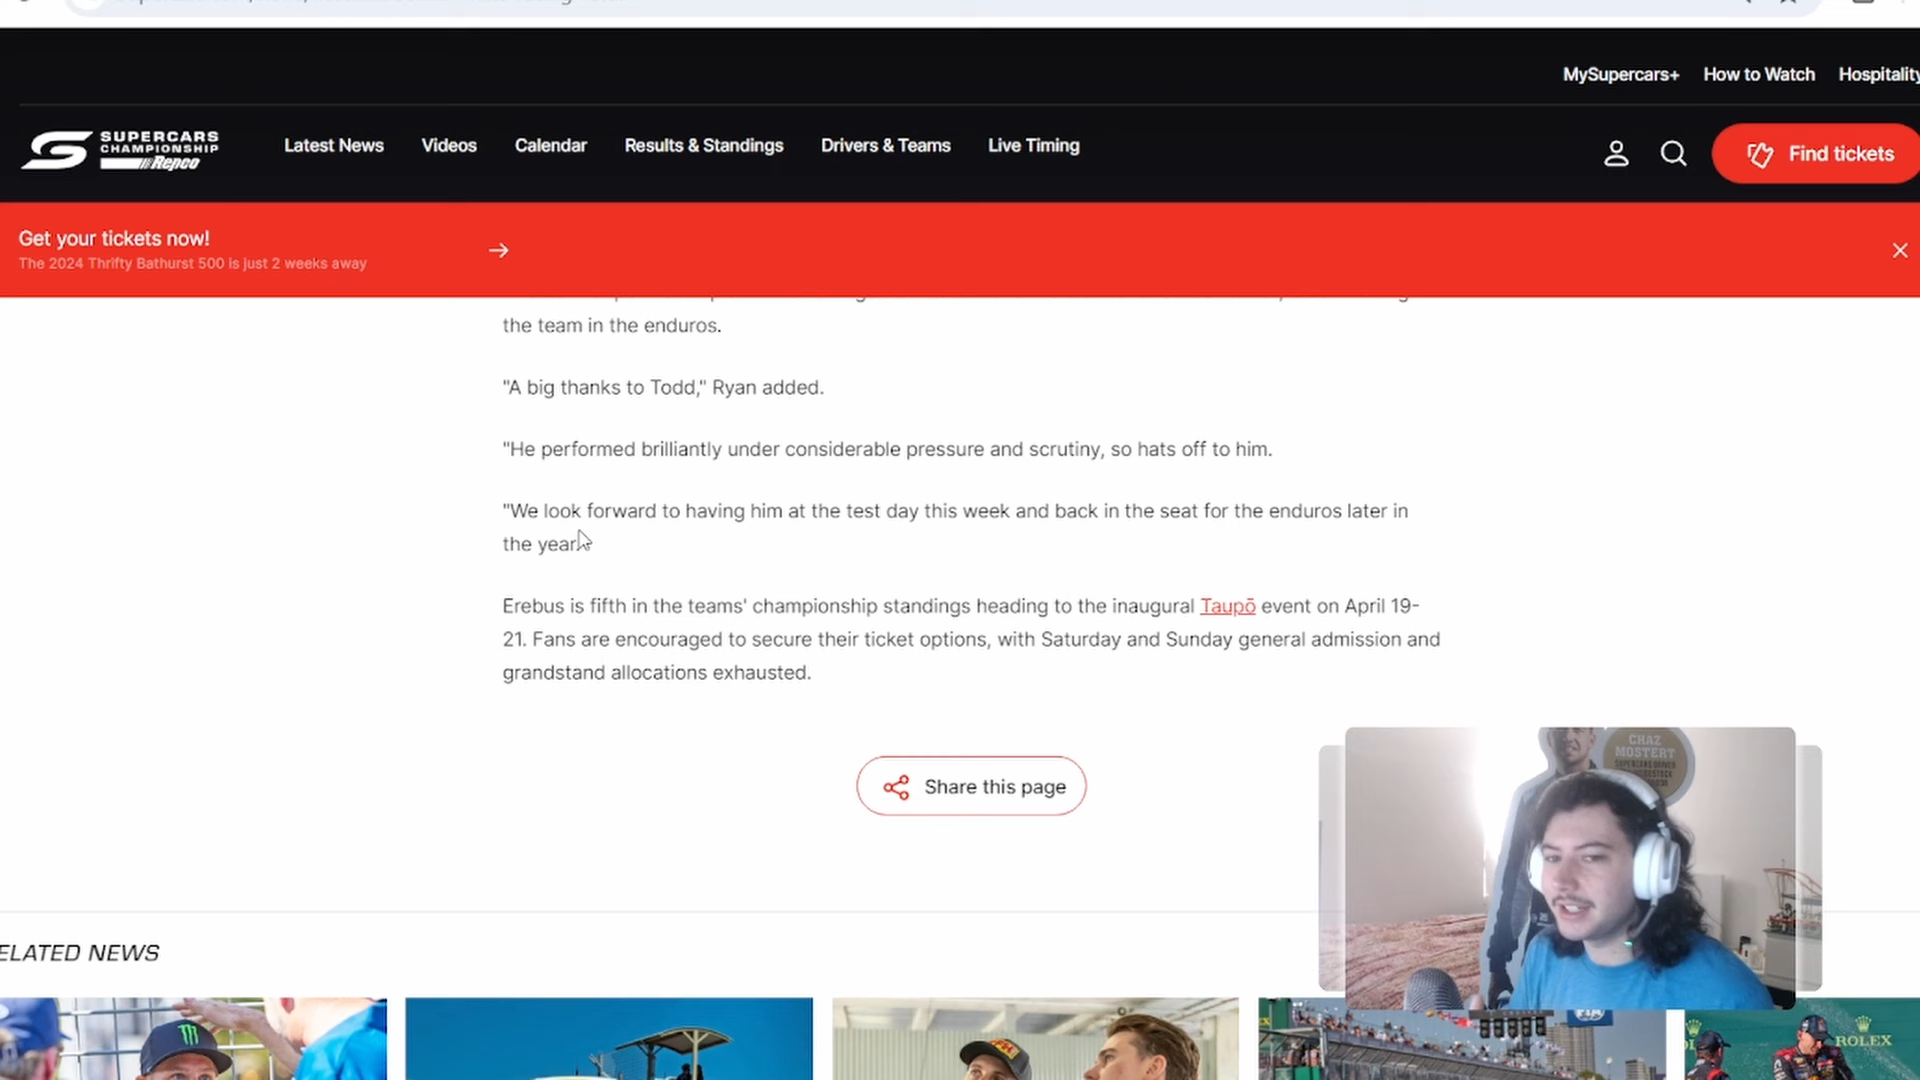 MySupercars+ How to Watch Hospitality
SUPERCARS
CHAMPIONSHIP
Repco
Latest News Videos Calendar Results & Standings Drivers & Teams Live Timing
Find tickets
Get your tickets now!
The 2024 Thrifty Bathurst 500 is just 2 weeks away
the team in the enduros.
"A big thanks to Todd," Ryan added.
"He performed brilliantly under considerable pressure and scrutiny, so hats off to him.
"We look forward to having him at the test day this week and back in the seat for the enduros later in
the year.
Erebus is fifth in the teams' championship standings heading to the inaugural Taupō event on April 19-
21. Fans are encouraged to secure their ticket options, with Saturday and Sunday general admission and
grandstand allocations exhausted.
Share this page
CHAZ
MOSTERT
SUPERCARS DRIVER
ELATED NEWS
FIA
ROLEX
ROLEX